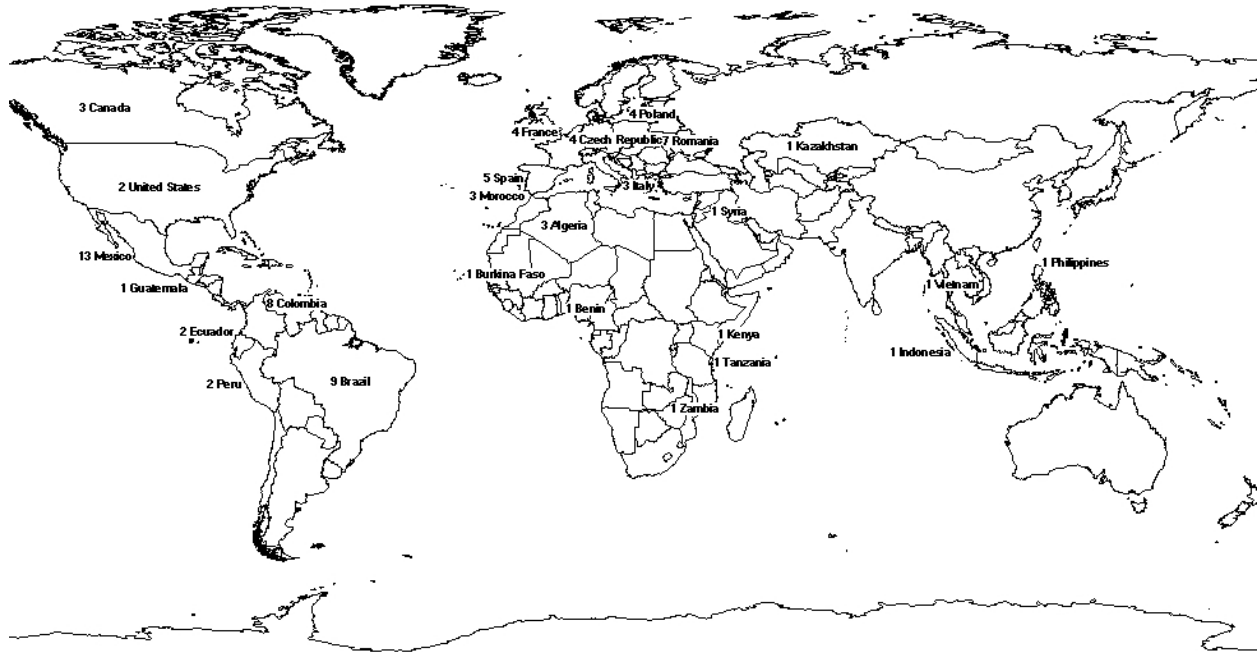 3 Canada
4 Poland
4 France
4 Czech Republic
7 Romania
1 Kazakhstan
5 Spain
2 United States
3 Italy
3 Morocco
1 Syria
3 Algeria
13 Mexico
1 Philippines
1 Burkina Faso
1 Vietnam
1 Guatemala
8 Colombia
1 Benin
2 Ecuador
1 Kenya
1 Indonesia
1 Tanzania
2 Peru
9 Brazil
1 Zambia